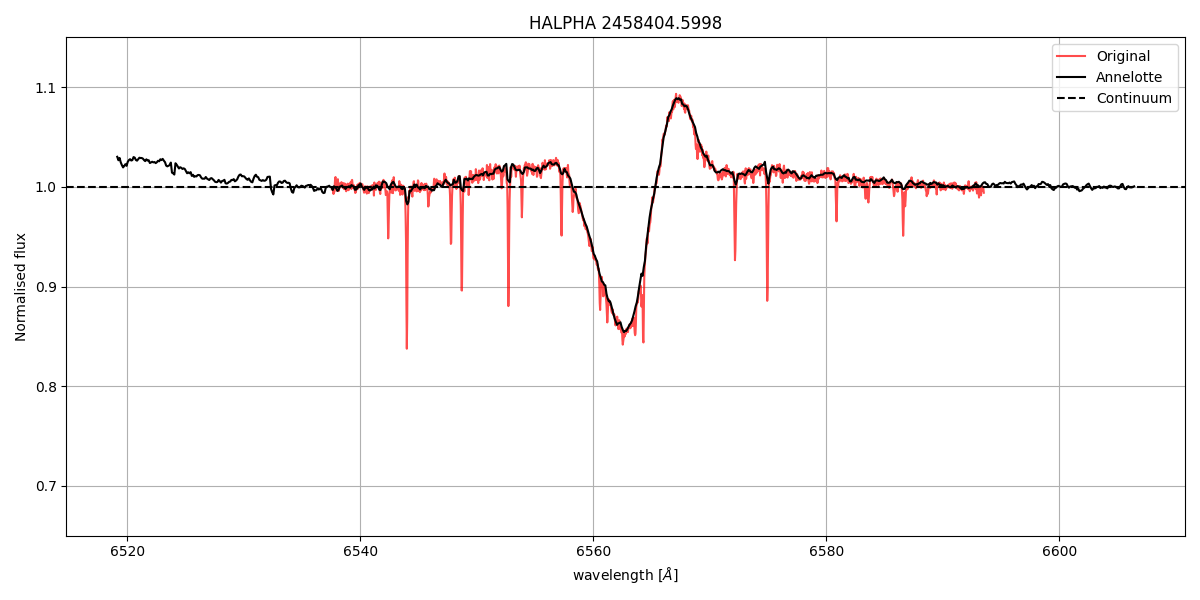 HALPHA 2458404.5998
Original
Annelotte
Continuum
1.1
1.0
0.9
0.8
0.7
Normalised flux
6520 6540 6560 6580 6600
wavelength [Å]